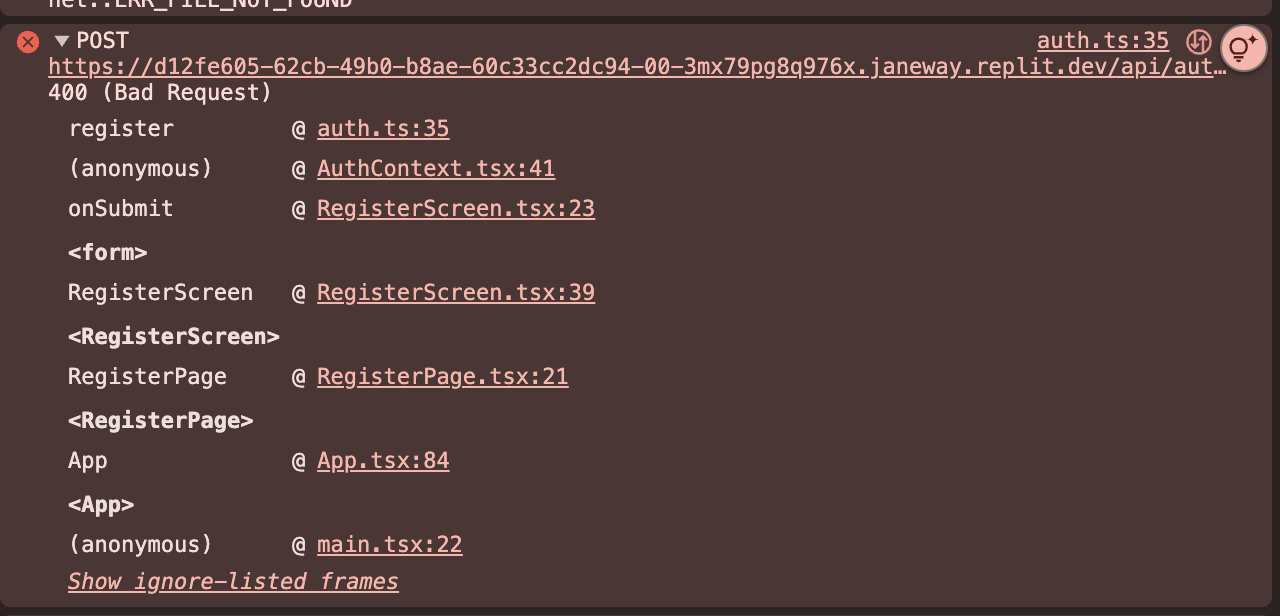 net::ERR_FILE_NOT_FOUND
POST auth.ts:35
https://d12fe605-62cb-49b0-b8ae-60c33cc2dc94-00-3mx79pg8q976x.janeway.replit.dev/api/aut…
400 (Bad Request)
register @ auth.ts:35
(anonymous) @ AuthContext.tsx:41
onSubmit @ RegisterScreen.tsx:23
<form>
RegisterScreen @ RegisterScreen.tsx:39
<RegisterScreen>
RegisterPage @ RegisterPage.tsx:21
<RegisterPage>
App @ App.tsx:84
<App>
(anonymous) @ main.tsx:22
Show ignore-listed frames